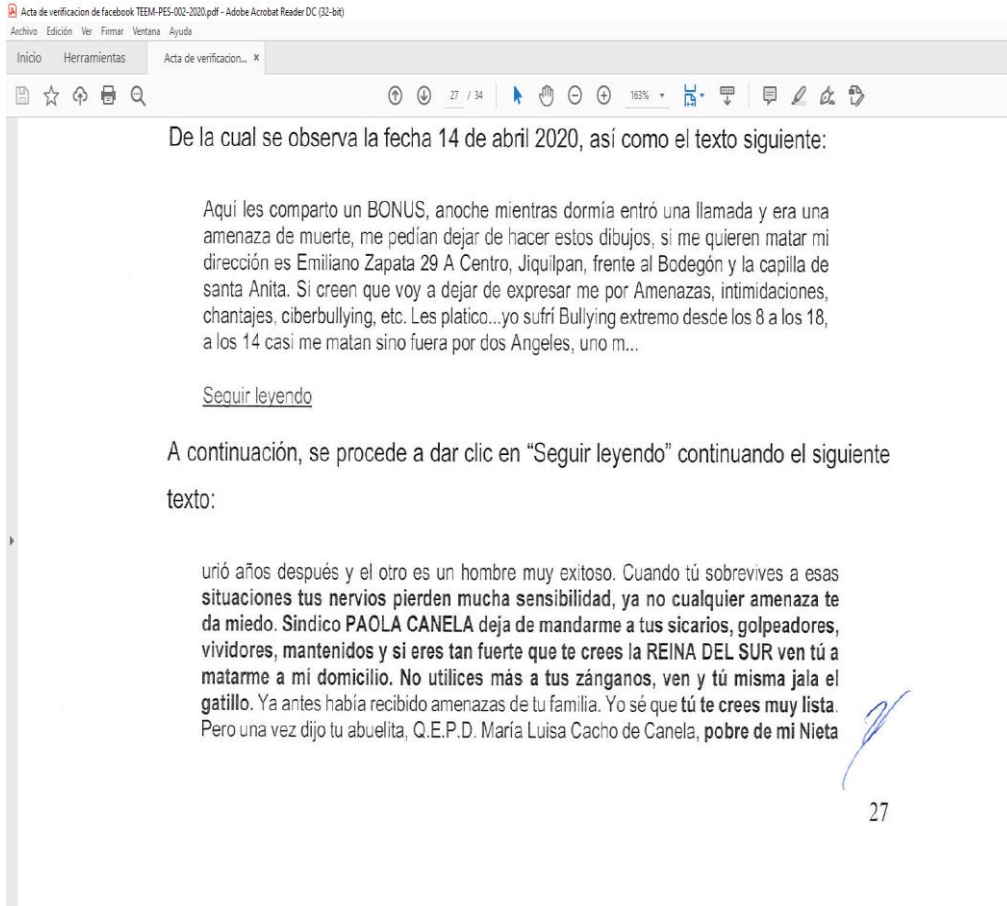 Acta de verificacion de facebook TEEM-PES-002-2020.pdf - Adobe Acrobat Reader DC (32-bit)
Archivo Edición Ver Firmar Ventana Ayuda
Inicio Herramientas Acta de verificacion... x
27 / 34 163%
De la cual se observa la fecha 14 de abril 2020, así como el texto siguiente:
Aquí les comparto un BONUS, anoche mientras dormía entró una llamada y era una
amenaza de muerte, me pedían dejar de hacer estos dibujos, si me quieren matar mi
dirección es Emiliano Zapata 29 A Centro, Jiquilpan, frente al Bodegón y la capilla de
santa Anita. Si creen que voy a dejar de expresar me por Amenazas, intimidaciones,
chantajes, ciberbullying, etc. Les platico...yo sufrí Bullying extremo desde los 8 a los 18,
a los 14 casi me matan sino fuera por dos Angeles, uno m...
Seguir leyendo
A continuación, se procede a dar clic en “Seguir leyendo” continuando el siguiente
texto:
urió años después y el otro es un hombre muy exitoso. Cuando tú sobrevives a esas
situaciones tus nervios pierden mucha sensibilidad, ya no cualquier amenaza te
da miedo. Sindico PAOLA CANELA deja de mandarme a tus sicarios, golpeadores,
vividores, mantenidos y si eres tan fuerte que te crees la REINA DEL SUR ven tú a
matarme a mí domicilio. No utilices más a tus zánganos, ven y tú misma jala el
gatillo. Ya antes había recibido amenazas de tu familia. Yo sé que tú te crees muy lista.
Pero una vez dijo tu abuelita, Q.E.P.D. María Luisa Cacho de Canela, pobre de mi Nieta
27